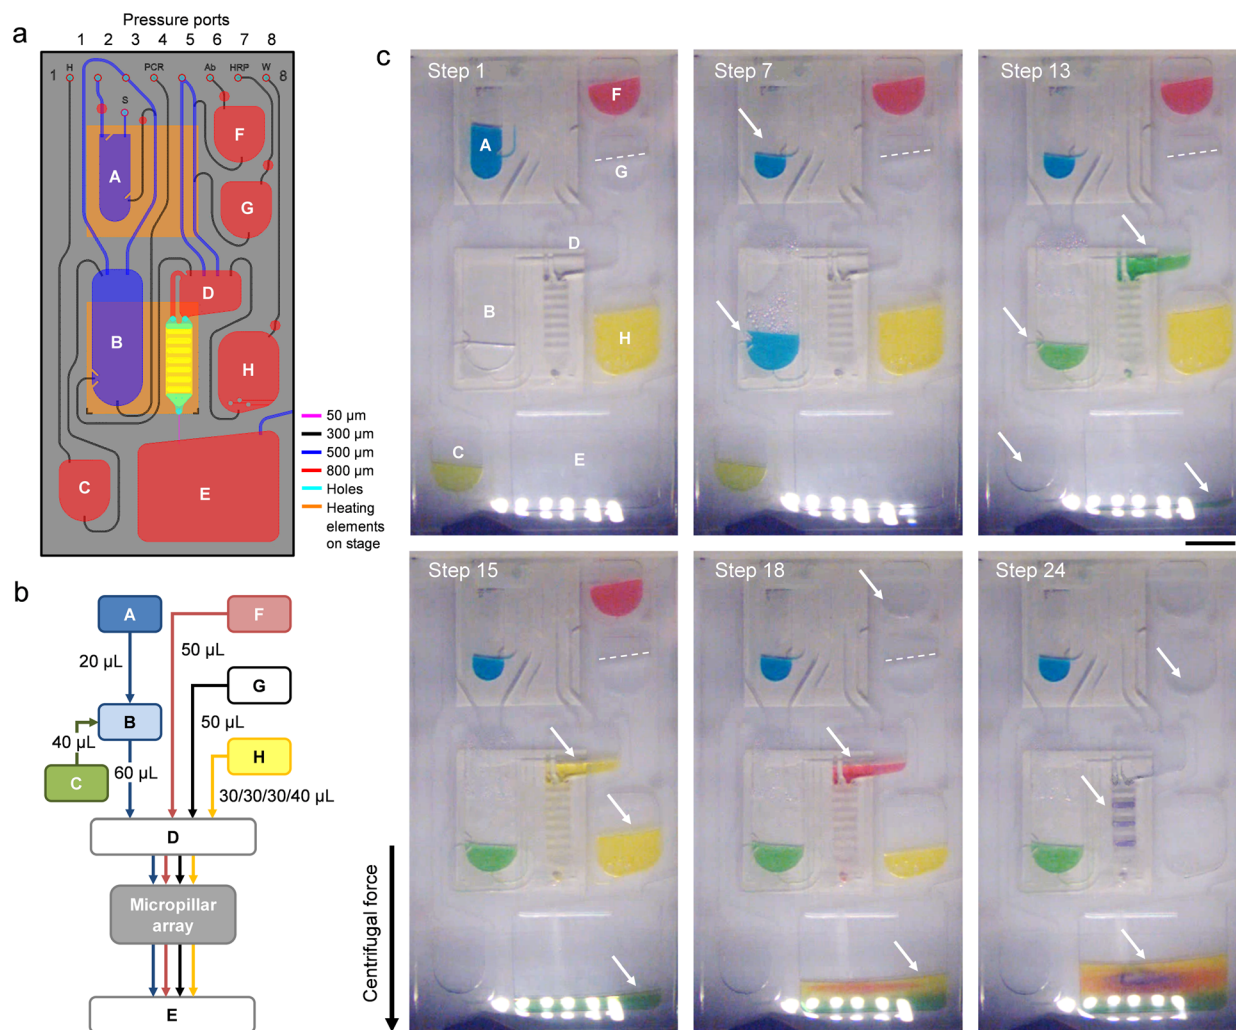 a
Pressure ports
1 2 3 4 5 6 7 8
1 H PCR Ab HRP W 8
S
A
F
G
B
D
H
C
E
50 µm
300 µm
500 µm
800 µm
Holes
Heating
elements
on stage
b
A
F
20 µL
50 µL
G
B
50 µL
40 µL
H
C
60 µL
30/30/30/40 µL
D
Micropillar
array
E
Centrifugal force
c
Step 1
F
A
G
D
B
H
C
E
Step 7
Step 13
Step 15
Step 18
Step 24